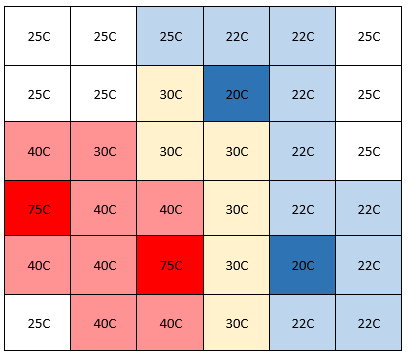 25C 25C 25C 22C 22C 25C
25C 25C 30C 20C 22C 25C
40C 30C 30C 30C 22C 25C
75C 40C 40C 30C 22C 22C
40C 40C 75C 30C 20C 22C
25C 40C 40C 30C 22C 22C